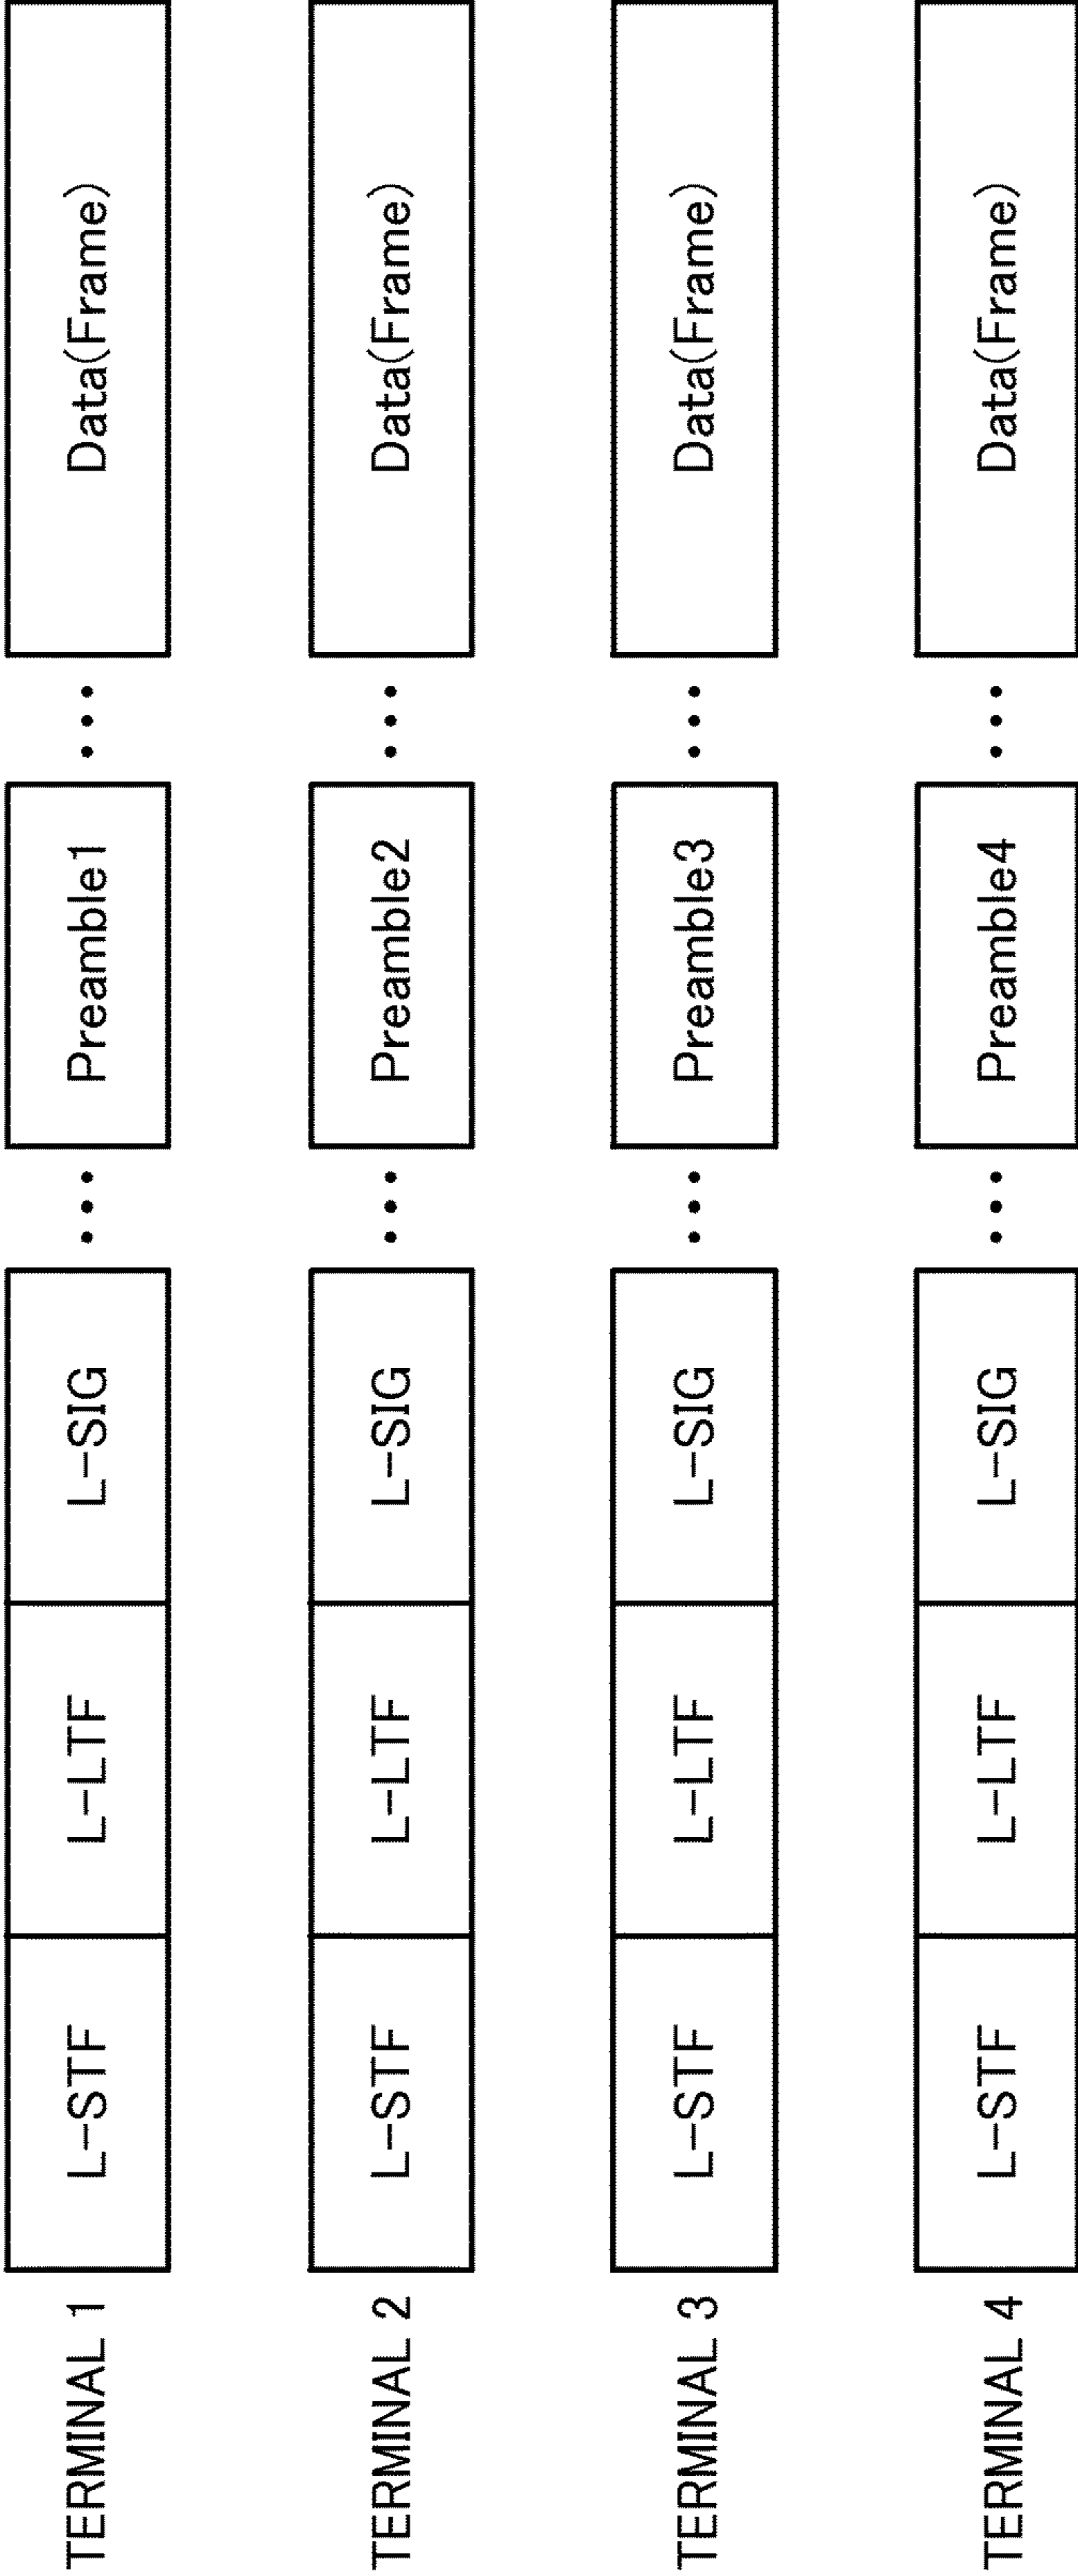 TERMINAL 1 L-STF L-LTF L-SIG ... Preamble1 ... Data(Frame)
TERMINAL 2 L-STF L-LTF L-SIG ... Preamble2 ... Data(Frame)
TERMINAL 3 L-STF L-LTF L-SIG ... Preamble3 ... Data(Frame)
TERMINAL 4 L-STF L-LTF L-SIG ... Preamble4 ... Data(Frame)